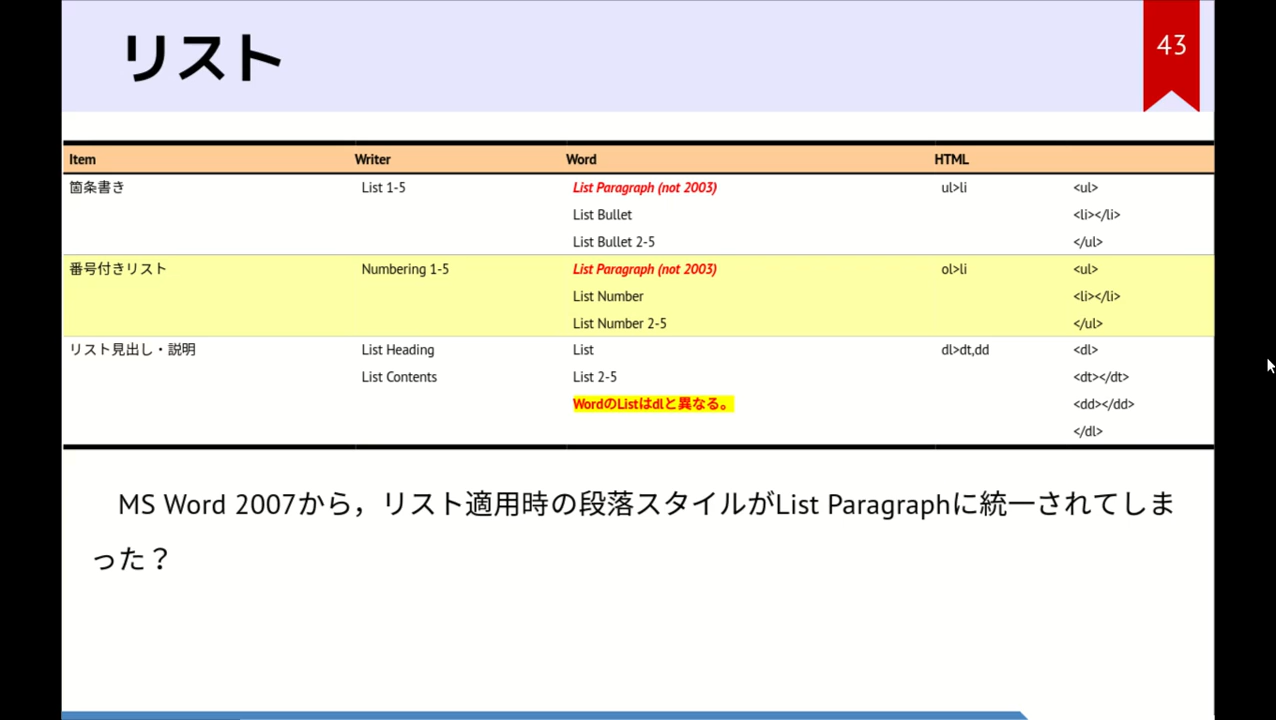 リスト
43
Item Writer Word HTML
箇条書き List 1-5 List Paragraph (not 2003) ul>li <ul>
List Bullet <li></li>
List Bullet 2-5 </ul>
番号付きリスト Numbering 1-5 List Paragraph (not 2003) ol>li <ul>
List Number <li></li>
List Number 2-5 </ul>
リスト見出し・説明 List Heading List dl>dt,dd <dl>
List Contents List 2-5 <dt></dt>
WordのListはdlと異なる。 <dd></dd>
</dl>
MS Word 2007から，リスト適用時の段落スタイルがList Paragraphに統一されてしま
った？